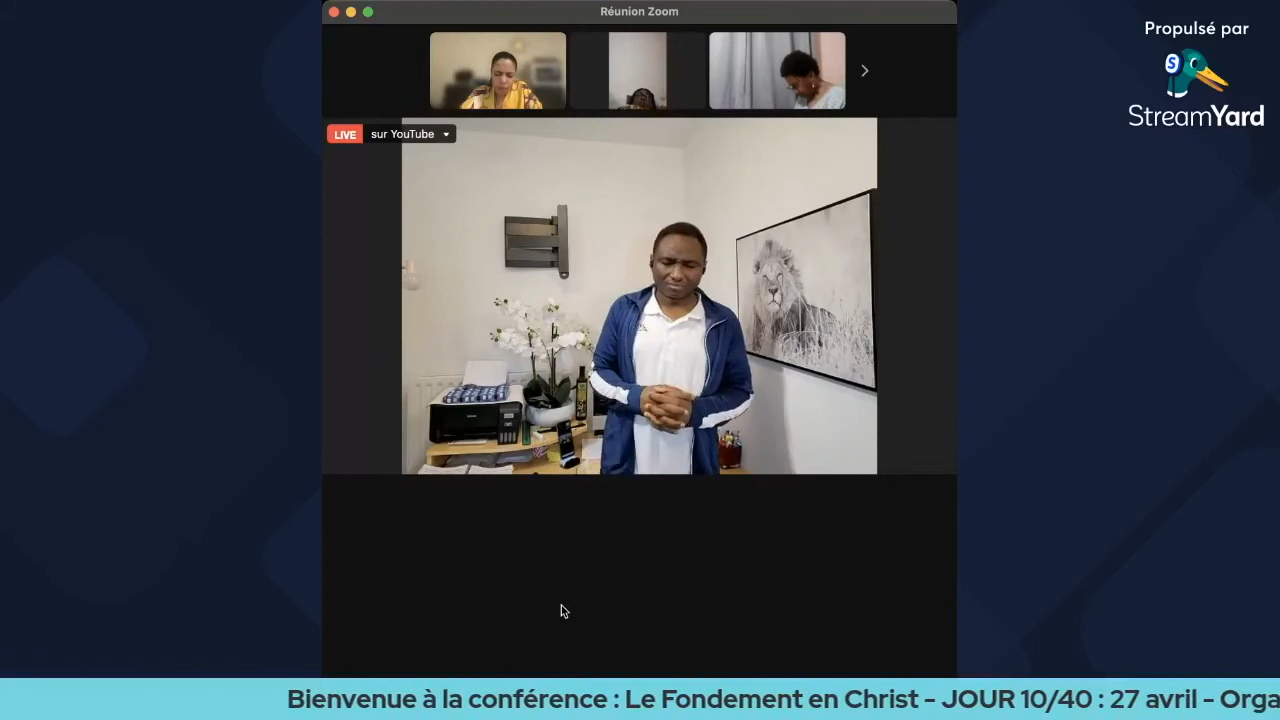 Réunion Zoom
Propulsé par
S
StreamYard
LIVE sur YouTube
Bienvenue à la conférence : Le Fondement en Christ - JOUR 10/40 : 27 avril - Orga